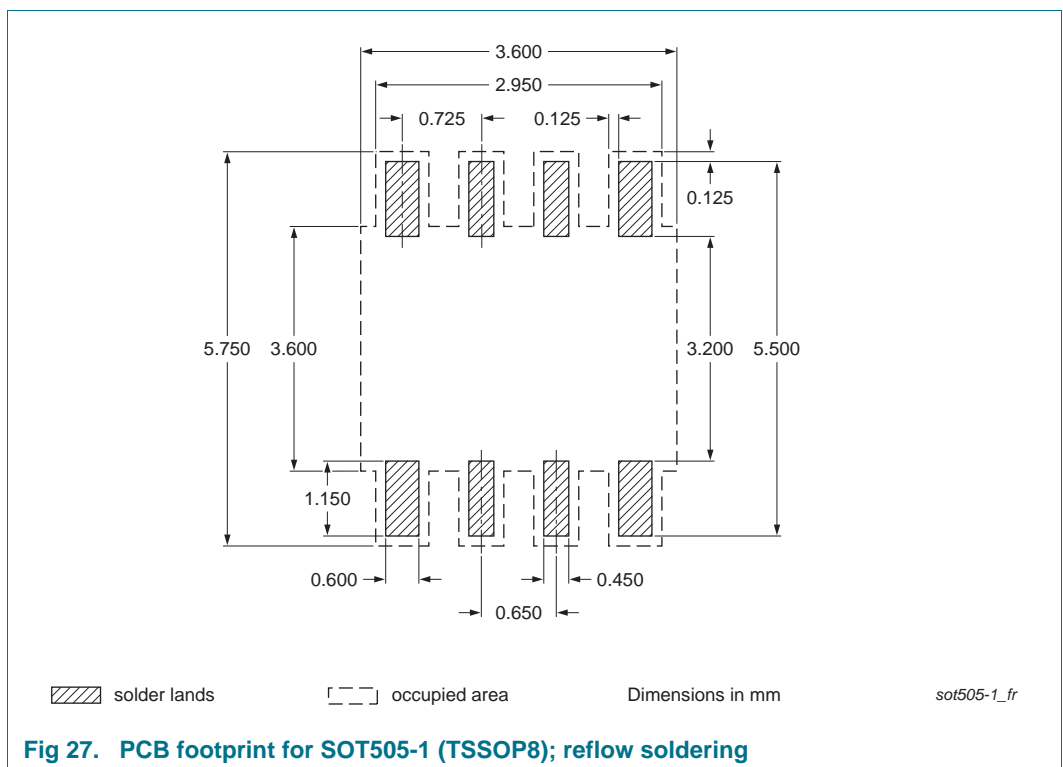 3.600
2.950
0.725 0.125
0.125
5.750 3.600 3.200 5.500
1.150
0.600 0.450
0.650
solder lands occupied area Dimensions in mm sot505-1_fr
Fig 27. PCB footprint for SOT505-1 (TSSOP8); reflow soldering